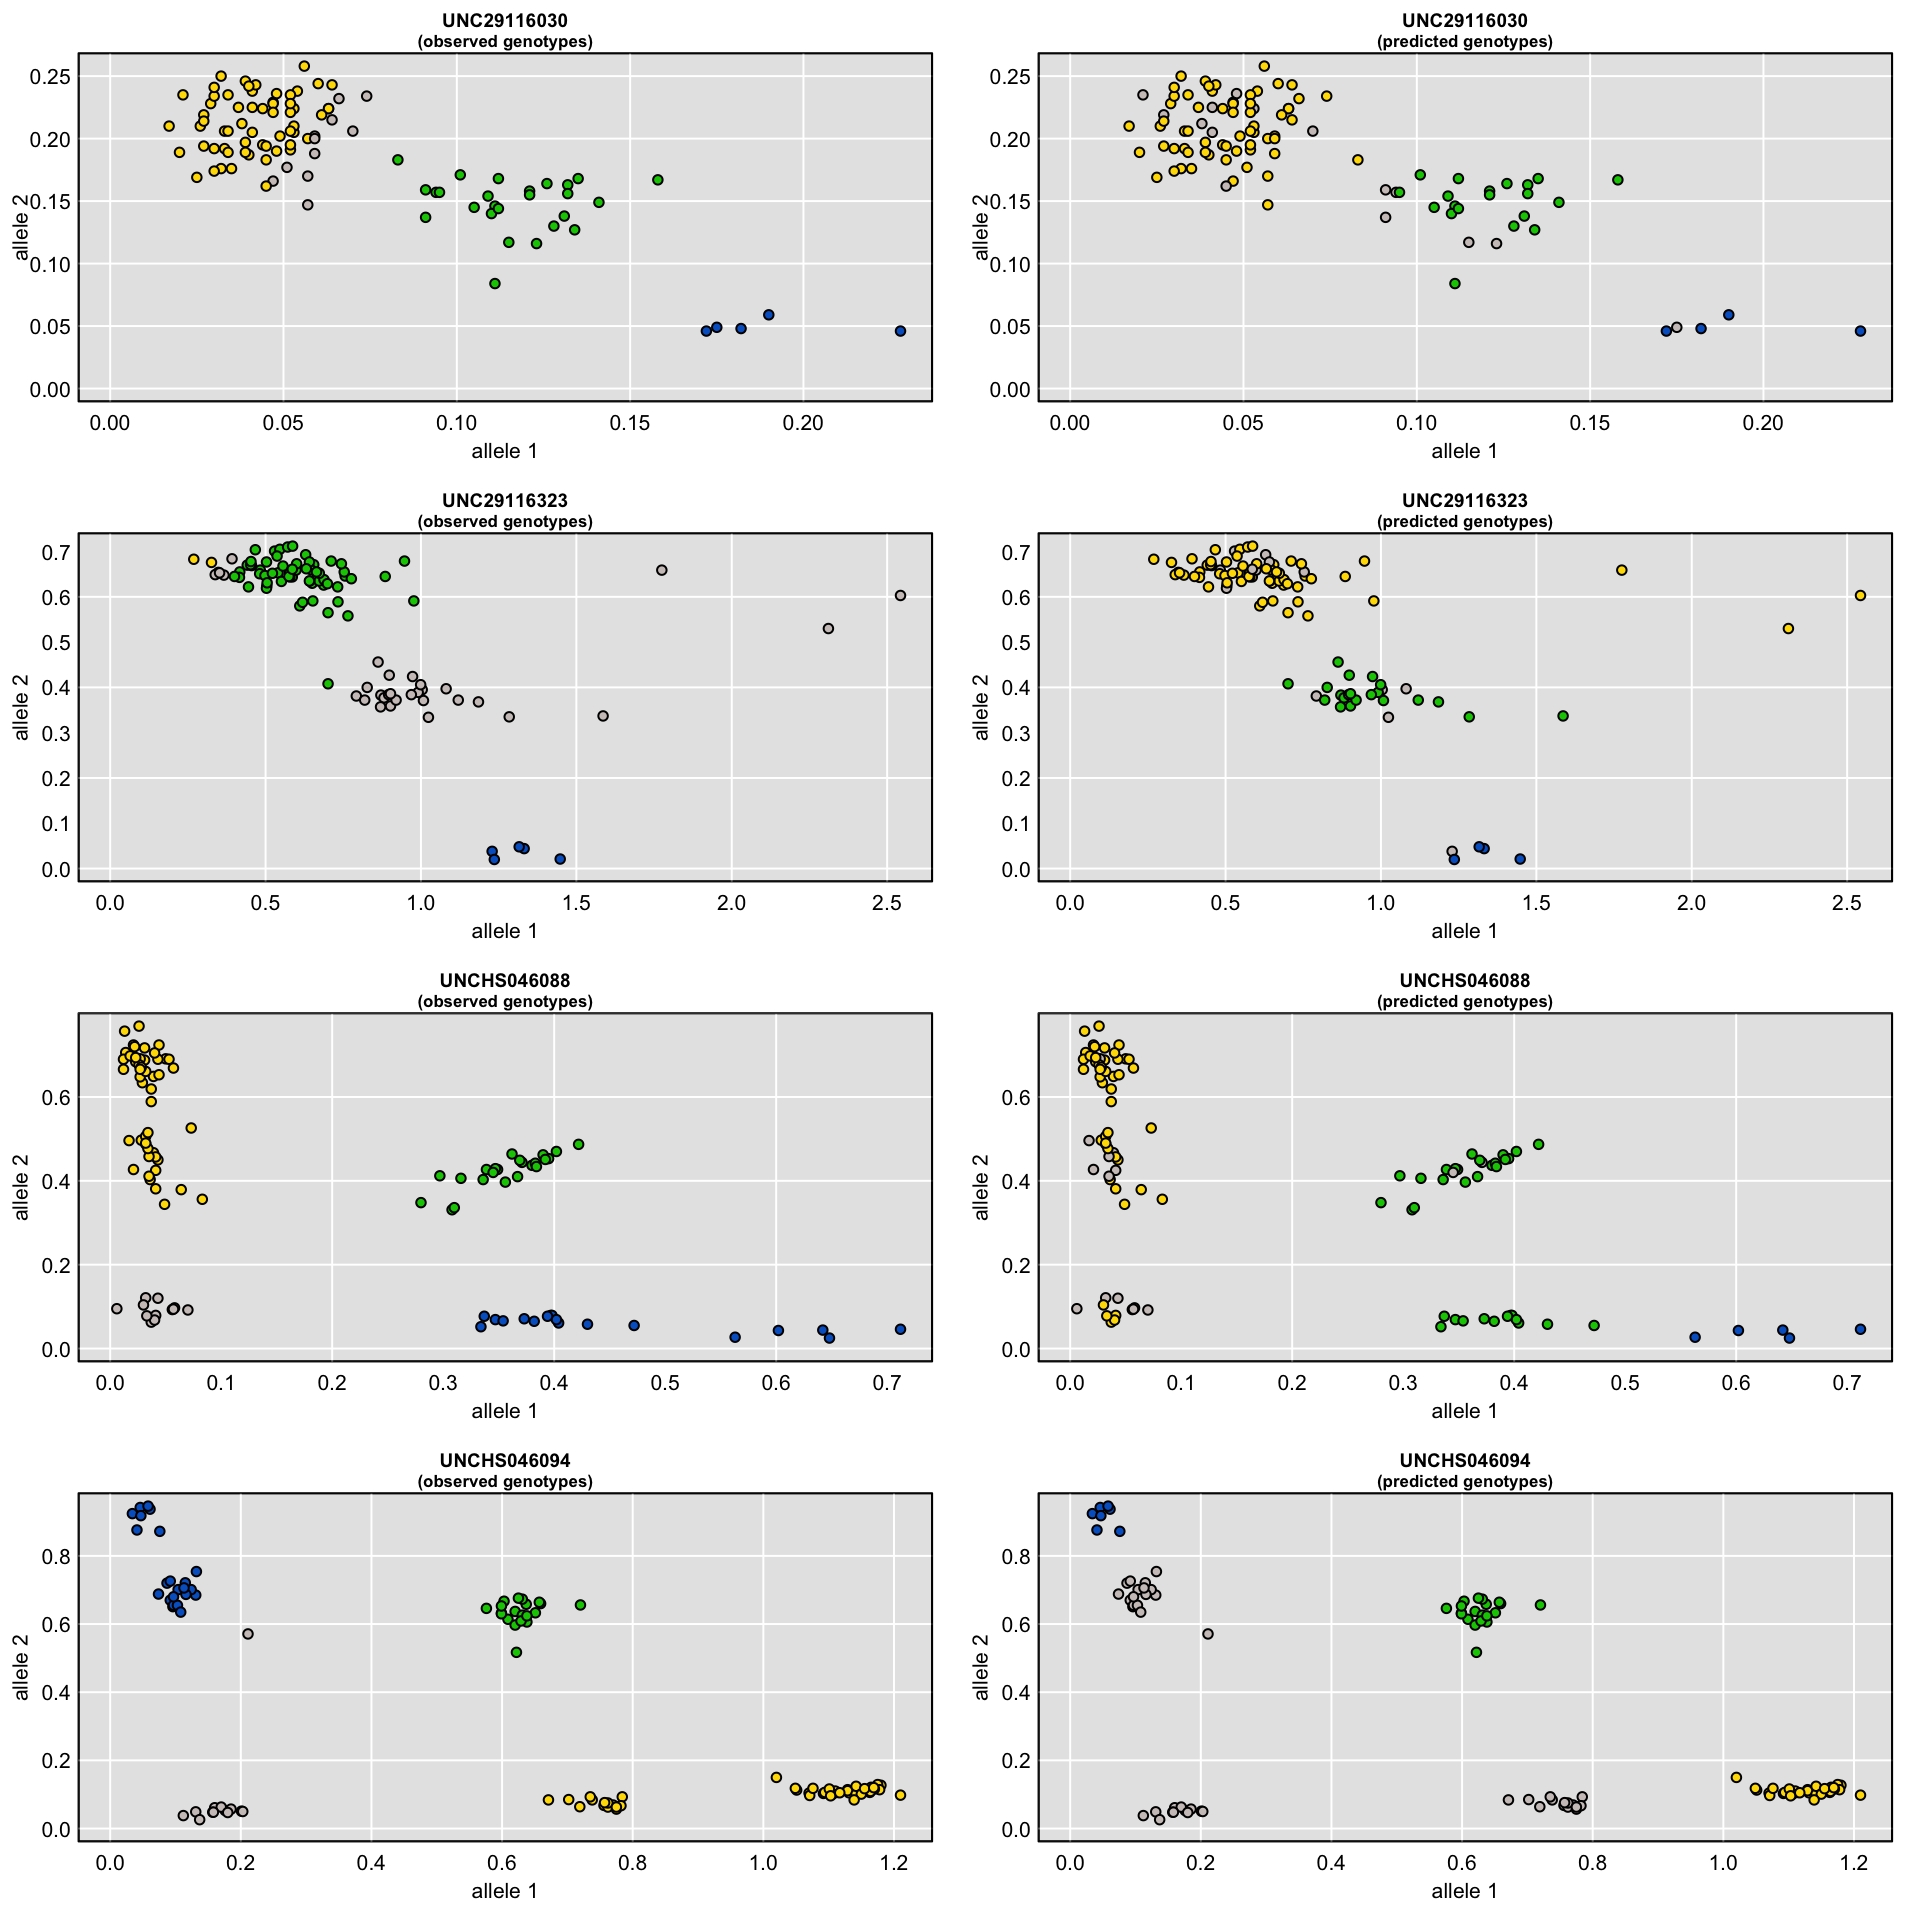 UNC29116030
(observed genotypes)
allele 2
0.25
0.20
0.15
0.10
0.05
0.00
0.00 0.05 0.10 0.15 0.20
allele 1
UNC29116030
(predicted genotypes)
allele 2
0.25
0.20
0.15
0.10
0.05
0.00
0.00 0.05 0.10 0.15 0.20
allele 1
UNC29116323
(observed genotypes)
allele 2
0.7
0.6
0.5
0.4
0.3
0.2
0.1
0.0
0.0 0.5 1.0 1.5 2.0 2.5
allele 1
UNC29116323
(predicted genotypes)
allele 2
0.7
0.6
0.5
0.4
0.3
0.2
0.1
0.0
0.0 0.5 1.0 1.5 2.0 2.5
allele 1
UNCHS046088
(observed genotypes)
allele 2
0.6
0.4
0.2
0.0
0.0 0.1 0.2 0.3 0.4 0.5 0.6 0.7
allele 1
UNCHS046088
(predicted genotypes)
allele 2
0.6
0.4
0.2
0.0
0.0 0.1 0.2 0.3 0.4 0.5 0.6 0.7
allele 1
UNCHS046094
(observed genotypes)
allele 2
0.8
0.6
0.4
0.2
0.0
0.0 0.2 0.4 0.6 0.8 1.0 1.2
allele 1
UNCHS046094
(predicted genotypes)
allele 2
0.8
0.6
0.4
0.2
0.0
0.0 0.2 0.4 0.6 0.8 1.0 1.2
allele 1